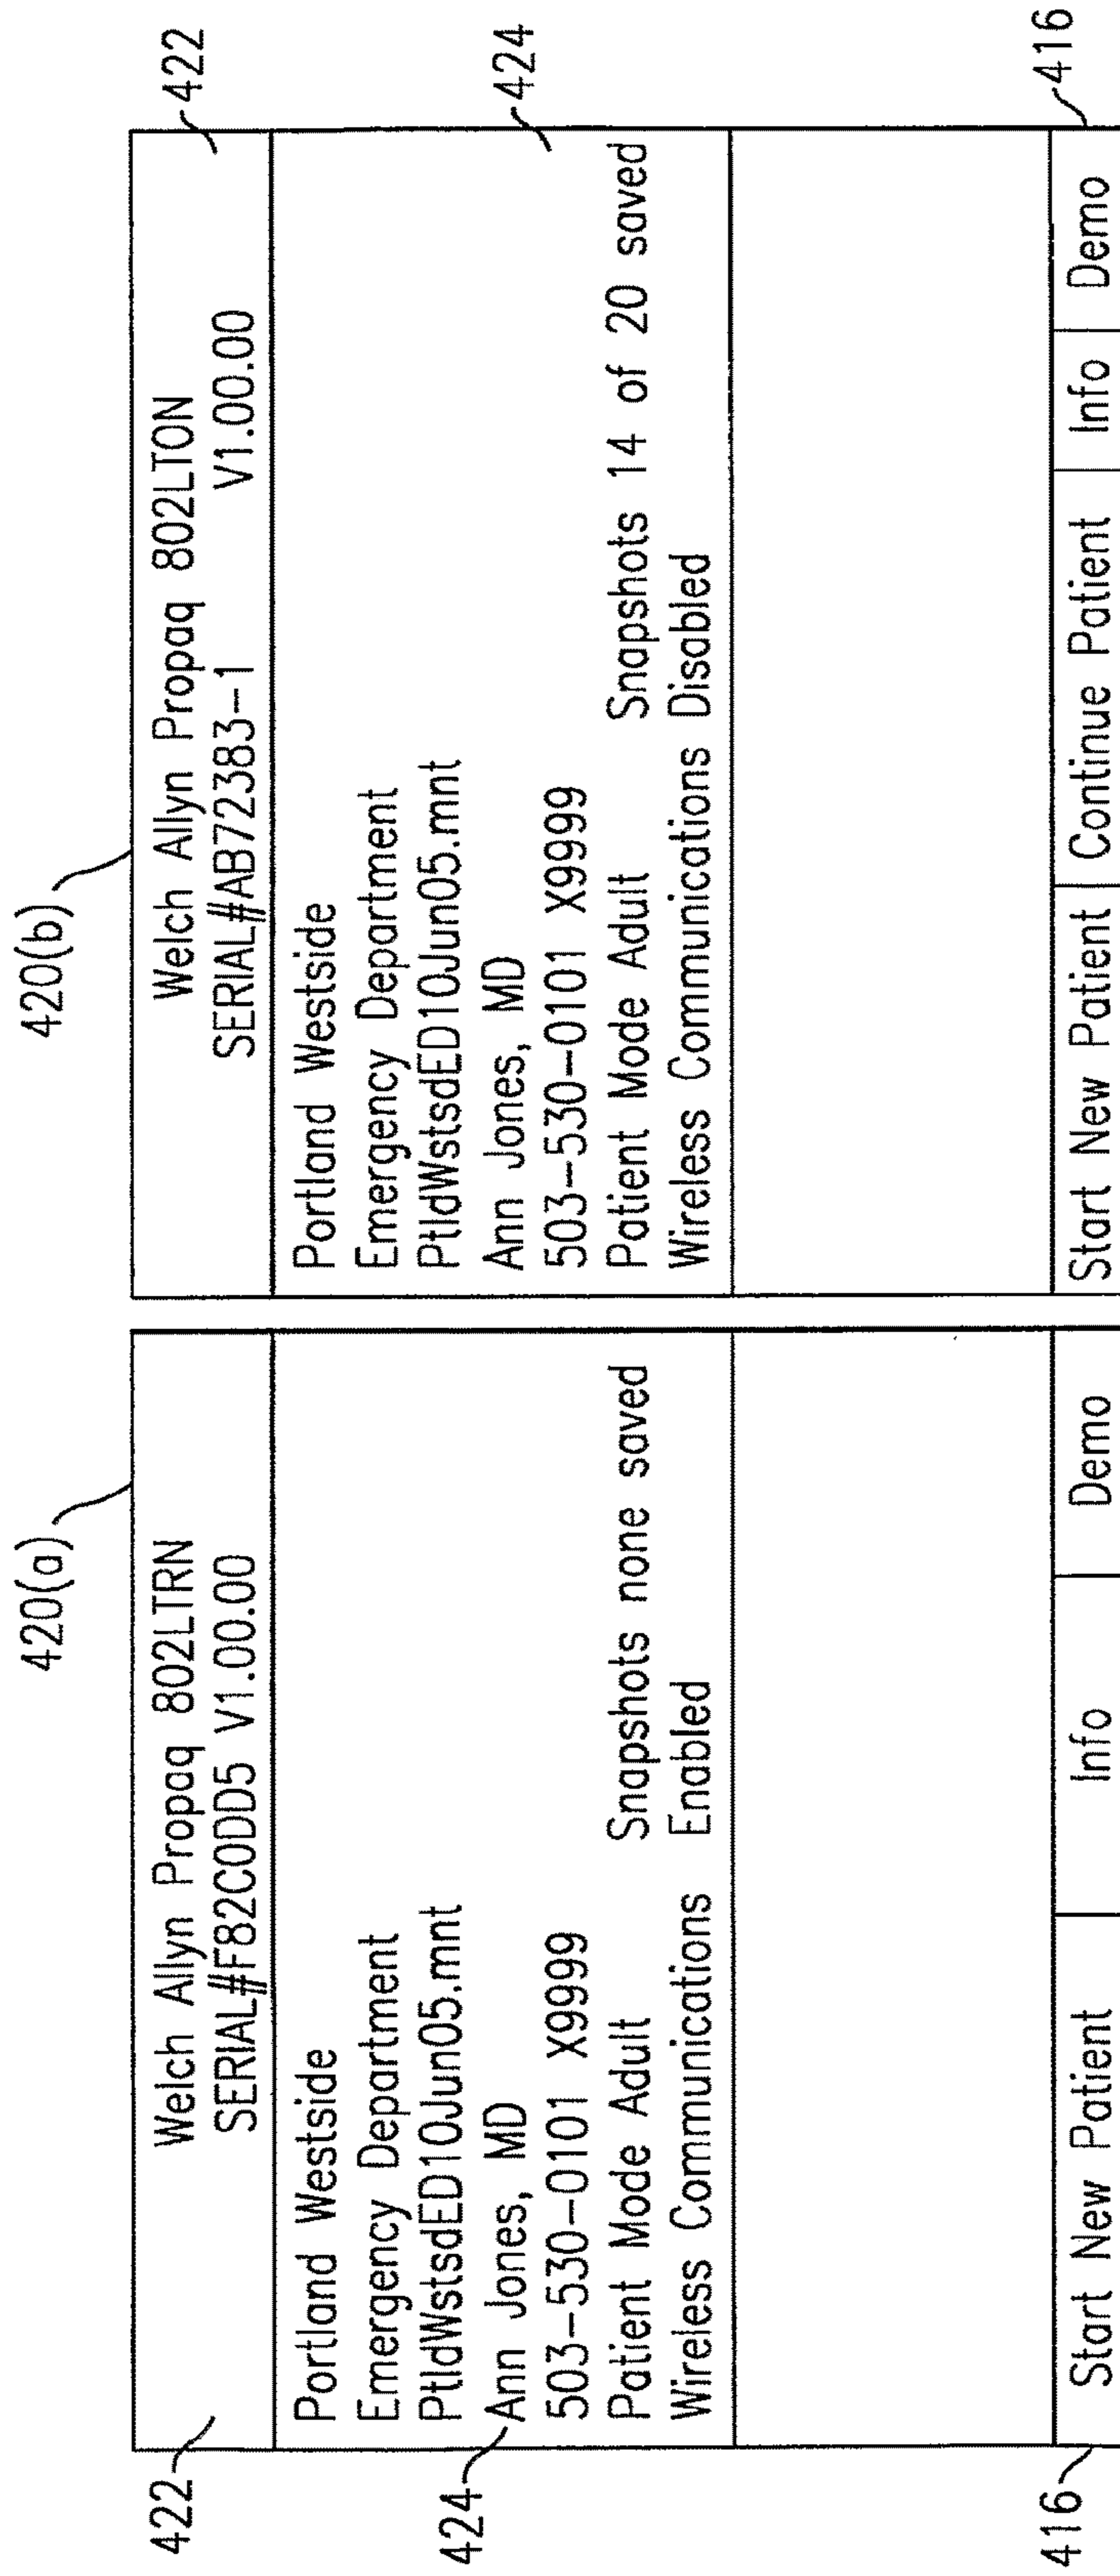 420(a)
422
Welch Allyn Propaq 802LTRN
SERIAL#F82C0DD5 V1.00.00
Portland Westside
Emergency Department
PtldWstsdED10Jun05.mnt
424
Ann Jones, MD
503-530-0101 X9999
Patient Mode Adult Snapshots none saved
Wireless Communications Enabled
416
Start New Patient Info Demo
420(b)
422
Welch Allyn Propaq 802LTON
SERIAL#AB72383-1 V1.00.00
424
Portland Westside
Emergency Department
PtldWstsdED10Jun05.mnt
Ann Jones, MD
503-530-0101 X9999
Patient Mode Adult Snapshots 14 of 20 saved
Wireless Communications Disabled
416
Start New Patient Continue Patient Info Demo